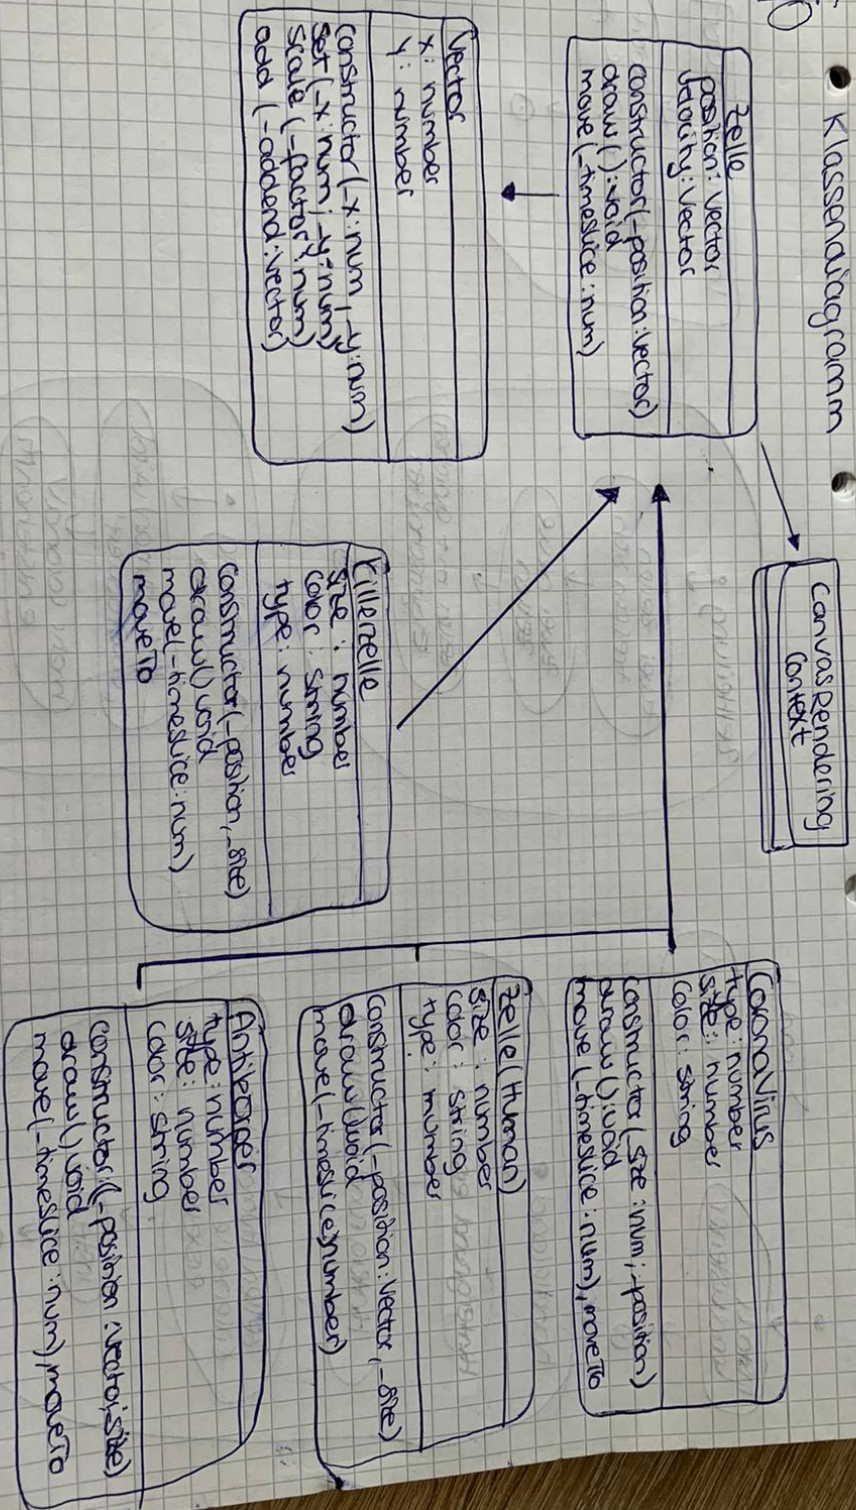 Klassendiagramm
Zelle
position: Vector
velocity: Vector
constructor(_position: Vector)
draw(): void
move(_timeslice: num)
CanvasRendering
Context
Vector
x: number
y: number
constructor(_x: num, _y: num)
set(_x: num; _y: num)
scale(_factor: num)
add (_addend: Vector)
Killerzelle
size: number
color: string
type: number
constructor(_position, _size)
draw() void
move(_timeslice: num)
moveTo
CoronaVirus
type: number
size: number
color: string
constructor(_size: num; _position)
draw() void
move (_timeslice: num), moveTo
Zelle (Human)
size: number
color: string
type: number
constructor(_position: Vector, _size)
draw() void
move(_timeslice: number)
Antikörper
type: number
size: number
color: string
constructor (_position: Vector, _size)
draw() void
move(_timeslice: num), moveTo